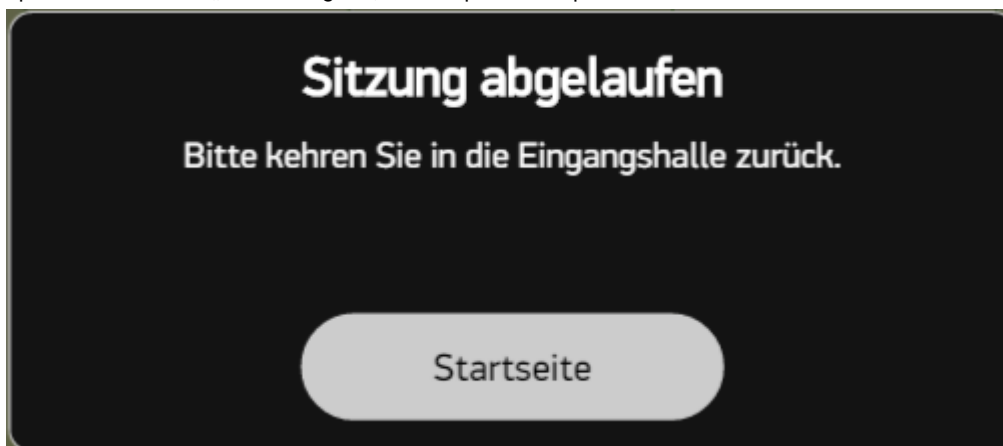 Sitzung abgelaufen
Bitte kehren Sie in die Eingangshalle zurück.
Startseite